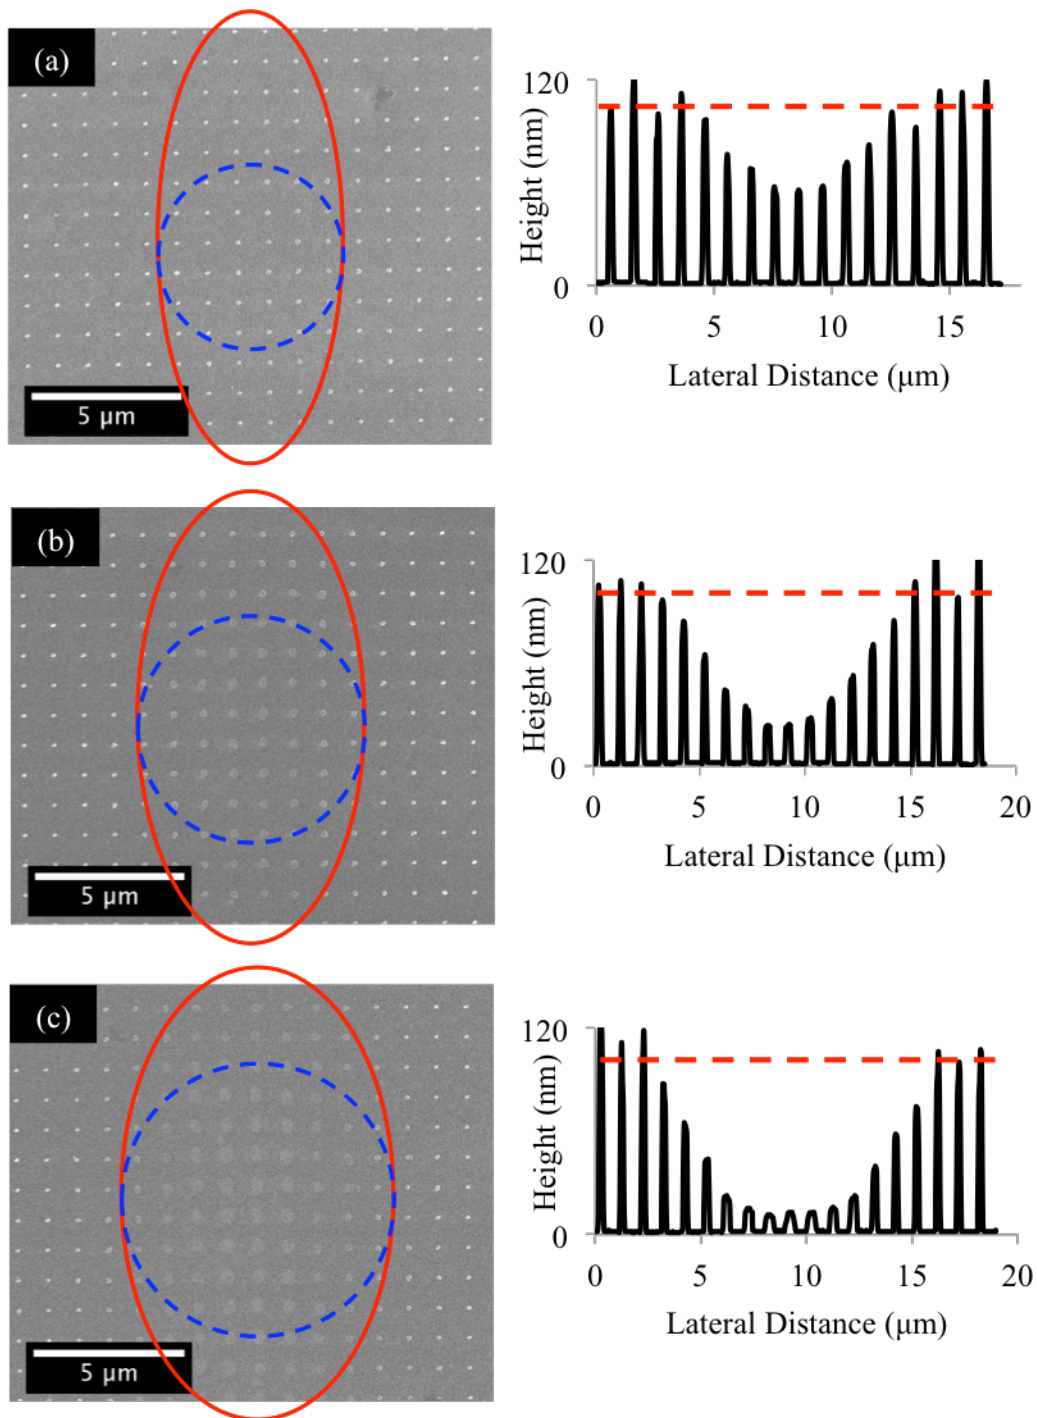 (a)
5 µm
120
Height (nm)
0
0 5 10 15
Lateral Distance (µm)
(b)
5 µm
120
Height (nm)
0
0 5 10 15 20
Lateral Distance (µm)
(c)
5 µm
120
Height (nm)
0
0 5 10 15 20
Lateral Distance (µm)